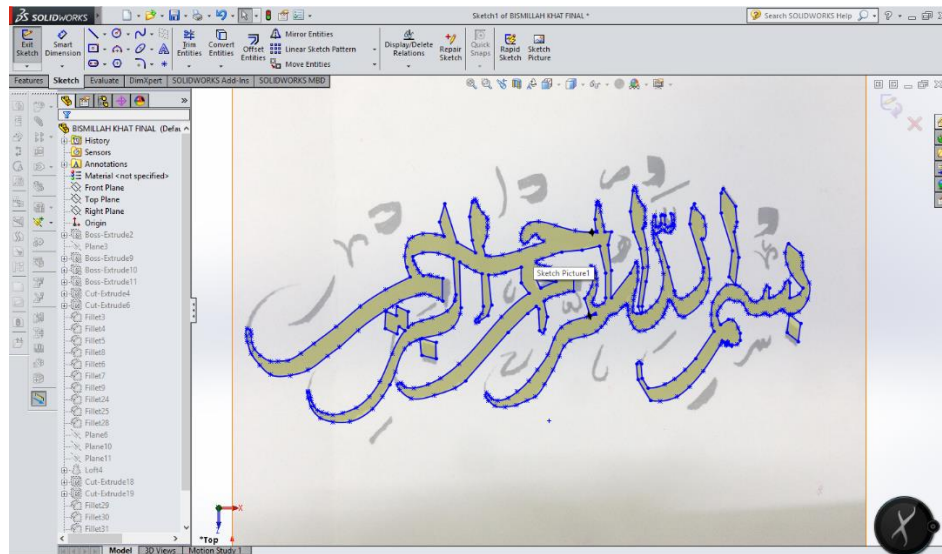 SOLIDWORKS
Sketch1 of BISMILLAH KHAT FINAL *
Search SOLIDWORKS Help
Exit Sketch
Smart Dimension
Trim Entities
Convert Entities
Offset Entities
Mirror Entities
Linear Sketch Pattern
Move Entities
Display/Delete Relations
Repair Sketch
Quick Snaps
Rapid Sketch
Sketch Picture
Features Sketch Evaluate DimXpert SOLIDWORKS Add-Ins SOLIDWORKS MBD
BISMILLAH KHAT FINAL (Defau
History
Sensors
Annotations
Material <not specified>
Front Plane
Top Plane
Right Plane
Origin
Boss-Extrude2
Plane3
Boss-Extrude9
Boss-Extrude10
Boss-Extrude11
Cut-Extrude4
Cut-Extrude6
Fillet3
Fillet4
Fillet5
Fillet8
Fillet6
Fillet7
Fillet9
Fillet24
Fillet25
Fillet28
Plane6
Plane10
Plane11
Loft4
Cut-Extrude18
Cut-Extrude19
Fillet29
Fillet30
Fillet31
بسم الله الرحمن الرحيم
Sketch Picture1
X
Z
*Top
Model 3D Views Motion Study 1